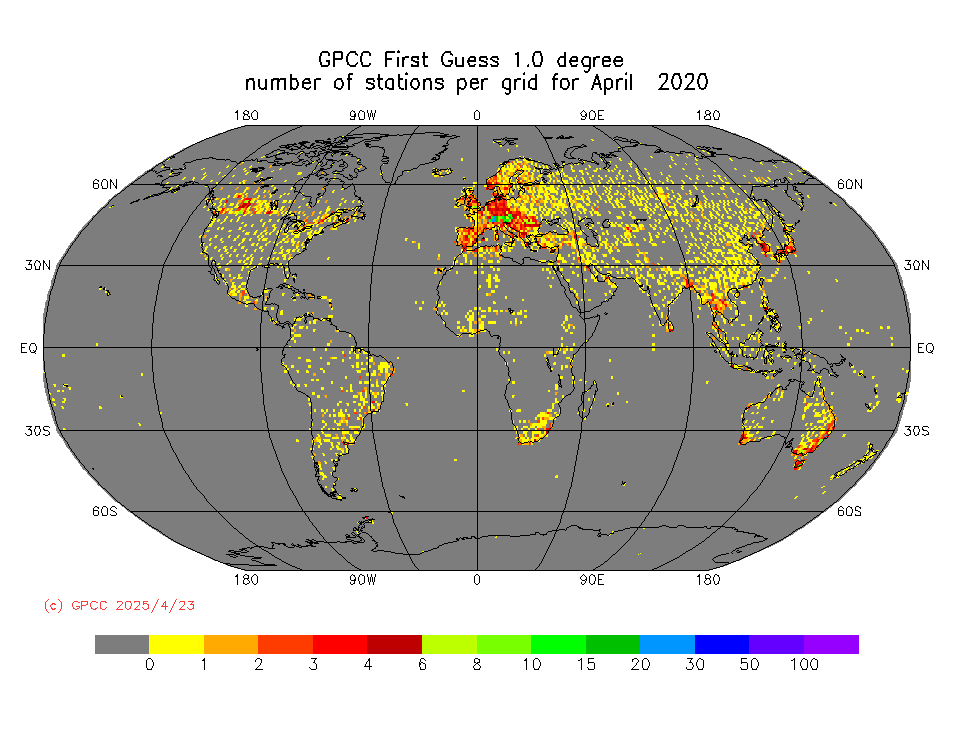 GPCC First Guess 1.0 degree
number of stations per grid for April 2020
180 90W 0 90E 180
60N 60N
30N 30N
EQ EQ
30S 30S
60S 60S
180 90W 0 90E 180
(c) GPCC 2025/4/23
0 1 2 3 4 6 8 10 15 20 30 50 100